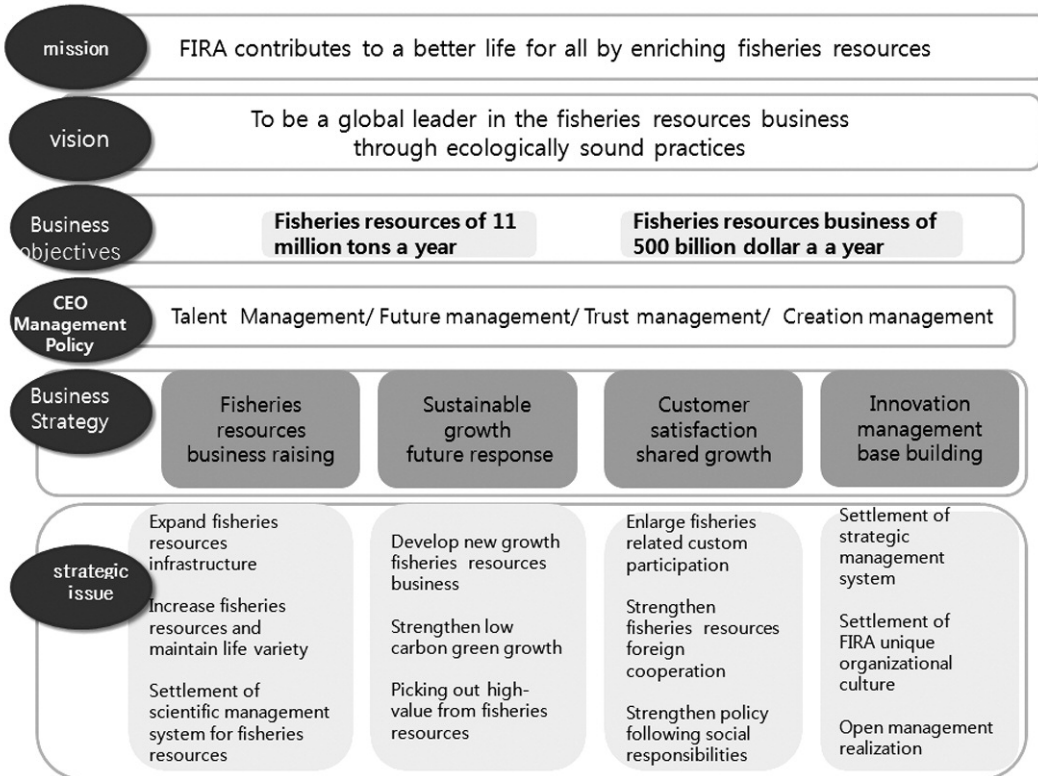 mission
FIRA contributes to a better life for all by enriching fisheries resources
vision
To be a global leader in the fisheries resources business
through ecologically sound practices
Business
objectives
Fisheries resources of 11
million tons a year
Fisheries resources business of
500 billion dollar a a year
CEO
Management
Policy
Talent Management/ Future management/ Trust management/ Creation management
Business
Strategy
Fisheries
resources
business raising
Sustainable
growth
future response
Customer
satisfaction
shared growth
Innovation
management
base building
strategic
issue
Expand fisheries
resources
infrastructure
Increase fisheries
resources and
maintain life variety
Settlement of
scientific management
system for fisheries
resources
Develop new growth
fisheries resources
business
Strengthen low
carbon green growth
Picking out high-
value from fisheries
resources
Enlarge fisheries
related custom
participation
Strengthen
fisheries resources
foreign
cooperation
Strengthen policy
following social
responsibilities
Settlement of
strategic
management
system
Settlement of
FIRA unique
organizational
culture
Open management
realization